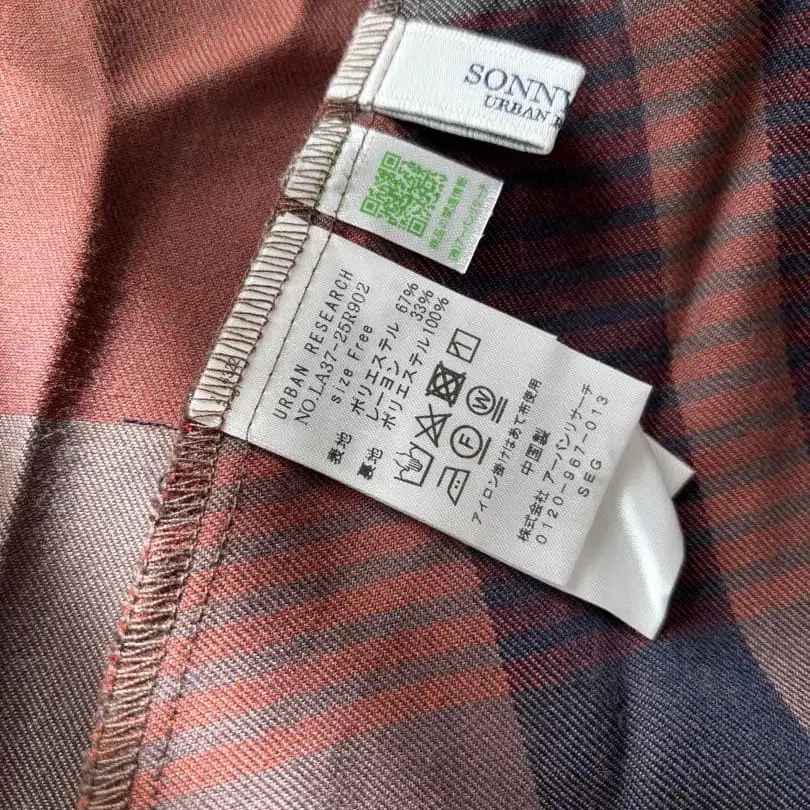 SONNY
URBAN
URBAN RESEARCH
NO.LA37-25R902
Size Free
表地 ポリエステル 67%
レーヨン 33%
裏地 ポリエステル 100%
アイロン掛けはあて布使用
中国製
株式会社 アーバンリサーチ
0120-967-013
SEG